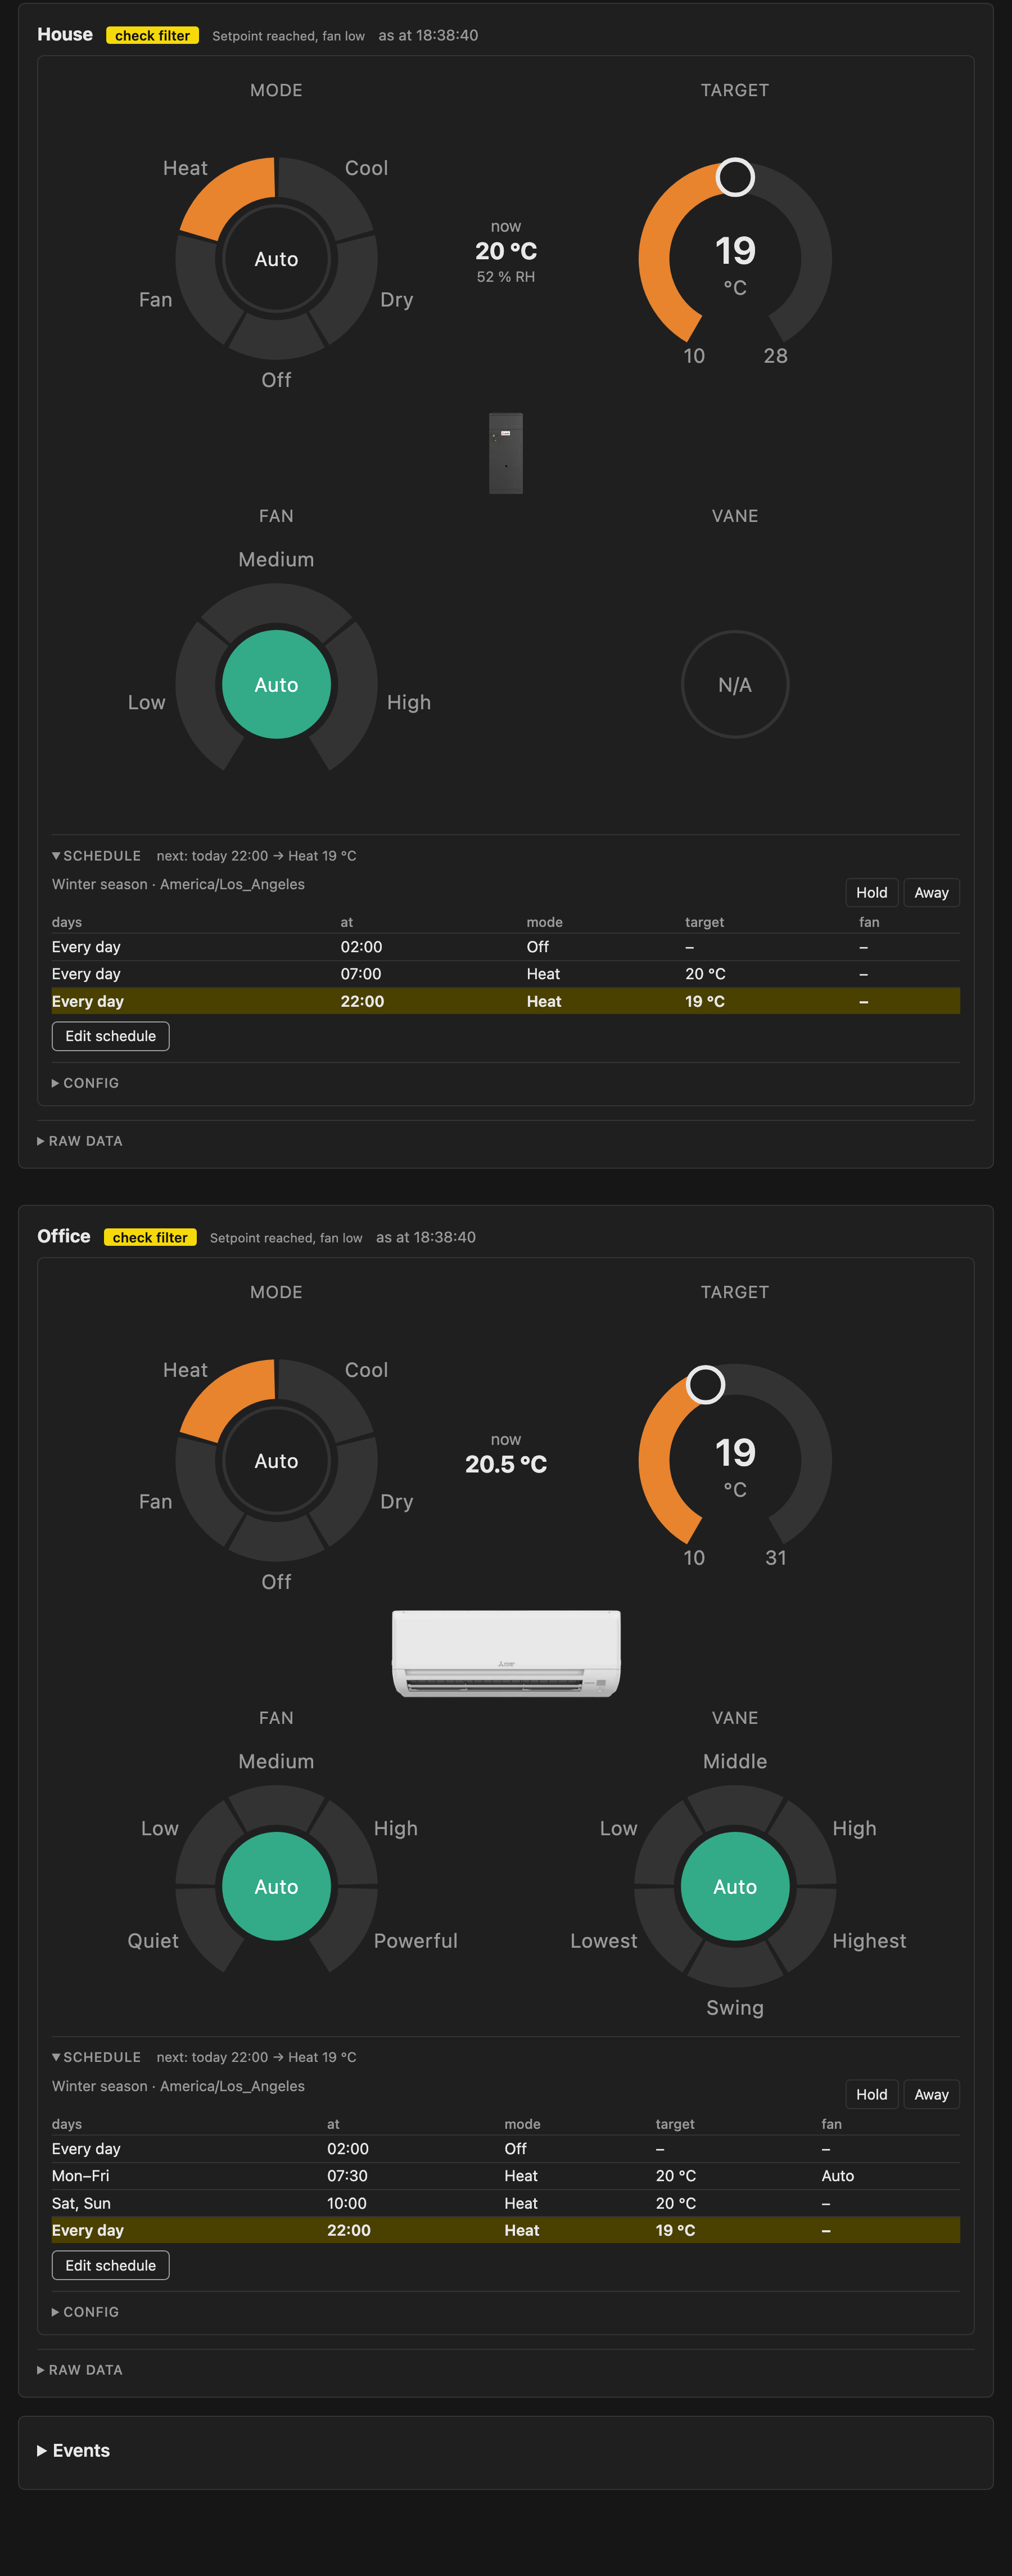 House check filter Setpoint reached, fan low as at 18:38:40
MODE
TARGET
Heat
Cool
Auto
Fan
Dry
Off
now
20 °C
52 % RH
19
°C
10
28
FAN
VANE
Medium
Auto
Low
High
N/A
▼SCHEDULE next: today 22:00 → Heat 19 °C
Winter season · America/Los_Angeles
Hold Away
days at mode target fan
Every day 02:00 Off – –
Every day 07:00 Heat 20 °C –
Every day 22:00 Heat 19 °C –
Edit schedule
▶ CONFIG
▶ RAW DATA
Office check filter Setpoint reached, fan low as at 18:38:40
MODE
TARGET
Heat
Cool
Auto
Fan
Dry
Off
now
20.5 °C
19
°C
10
31
FAN
VANE
Medium
Low
High
Auto
Quiet
Powerful
Middle
Low
High
Auto
Lowest
Highest
Swing
▼SCHEDULE next: today 22:00 → Heat 19 °C
Winter season · America/Los_Angeles
Hold Away
days at mode target fan
Every day 02:00 Off – –
Mon–Fri 07:30 Heat 20 °C Auto
Sat, Sun 10:00 Heat 20 °C –
Every day 22:00 Heat 19 °C –
Edit schedule
▶ CONFIG
▶ RAW DATA
▶ Events